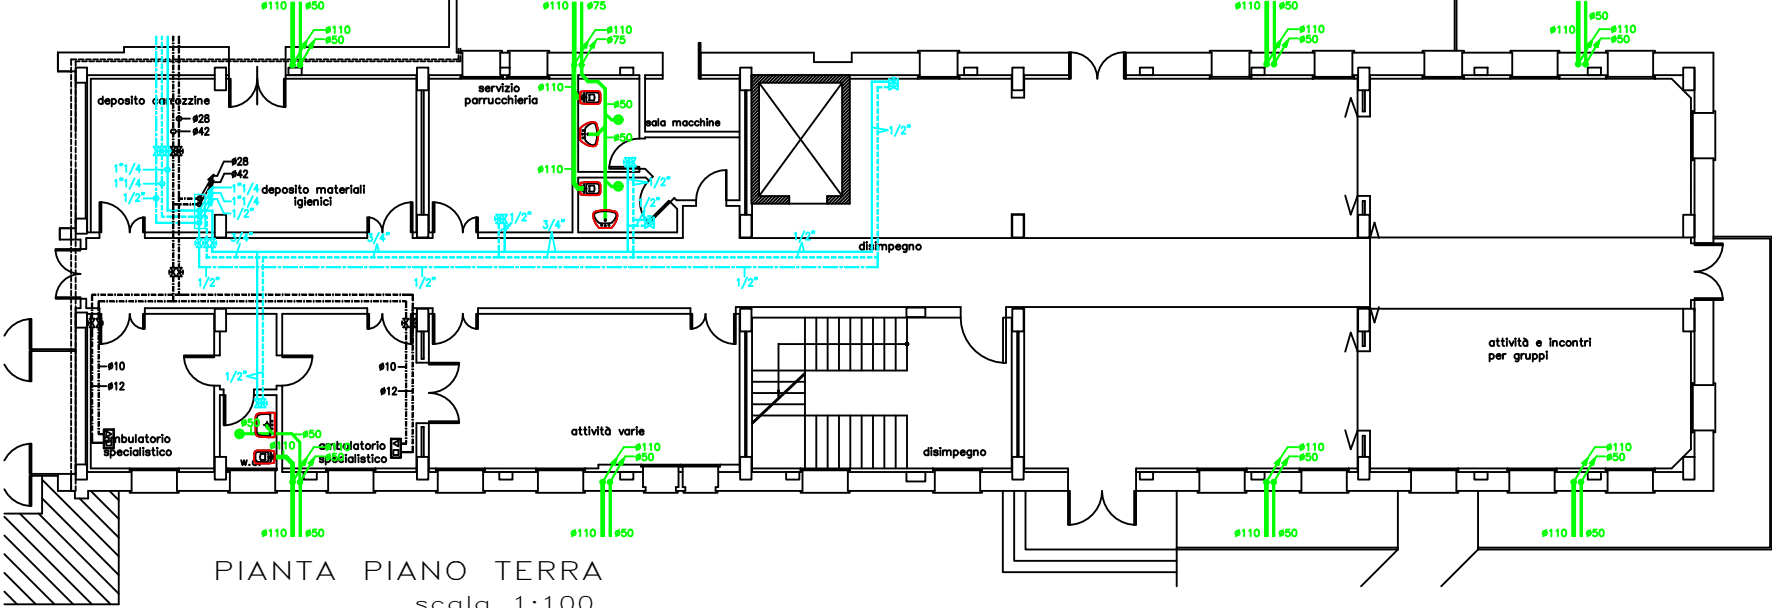 ø110 ø50
ø110 ø75
ø110 ø50
ø50
ø110
ø110
ø50
ø110
ø75
ø110
ø50
ø110
ø50
deposito carrozzine
servizio
parrucchieria
ø110
ø50
sala macchine
ø50
ø28
ø42
1/2"
ø28
ø42
1"1/4
1"1/4
1/2"
1"1/4
1"1/4
1/2"
deposito materiali
igienici
ø110
1/2"
1/2"
1/2"
3/4"
3/4"
3/4"
1/2"
disimpegno
1/2"
1/2"
1/2"
ø10
ø12
1/2"
ø10
ø12
attività e incontri
per gruppi
ø50
ø50
attività varie
ambulatorio
specialistico
ø110
ambulatorio
specialistico
w.c.
ø110
ø50
disimpegno
ø110
ø50
ø110
ø50
ø110 ø50
ø110 ø50
ø110 ø50
ø110 ø50
PIANTA PIANO TERRA
scala 1:100